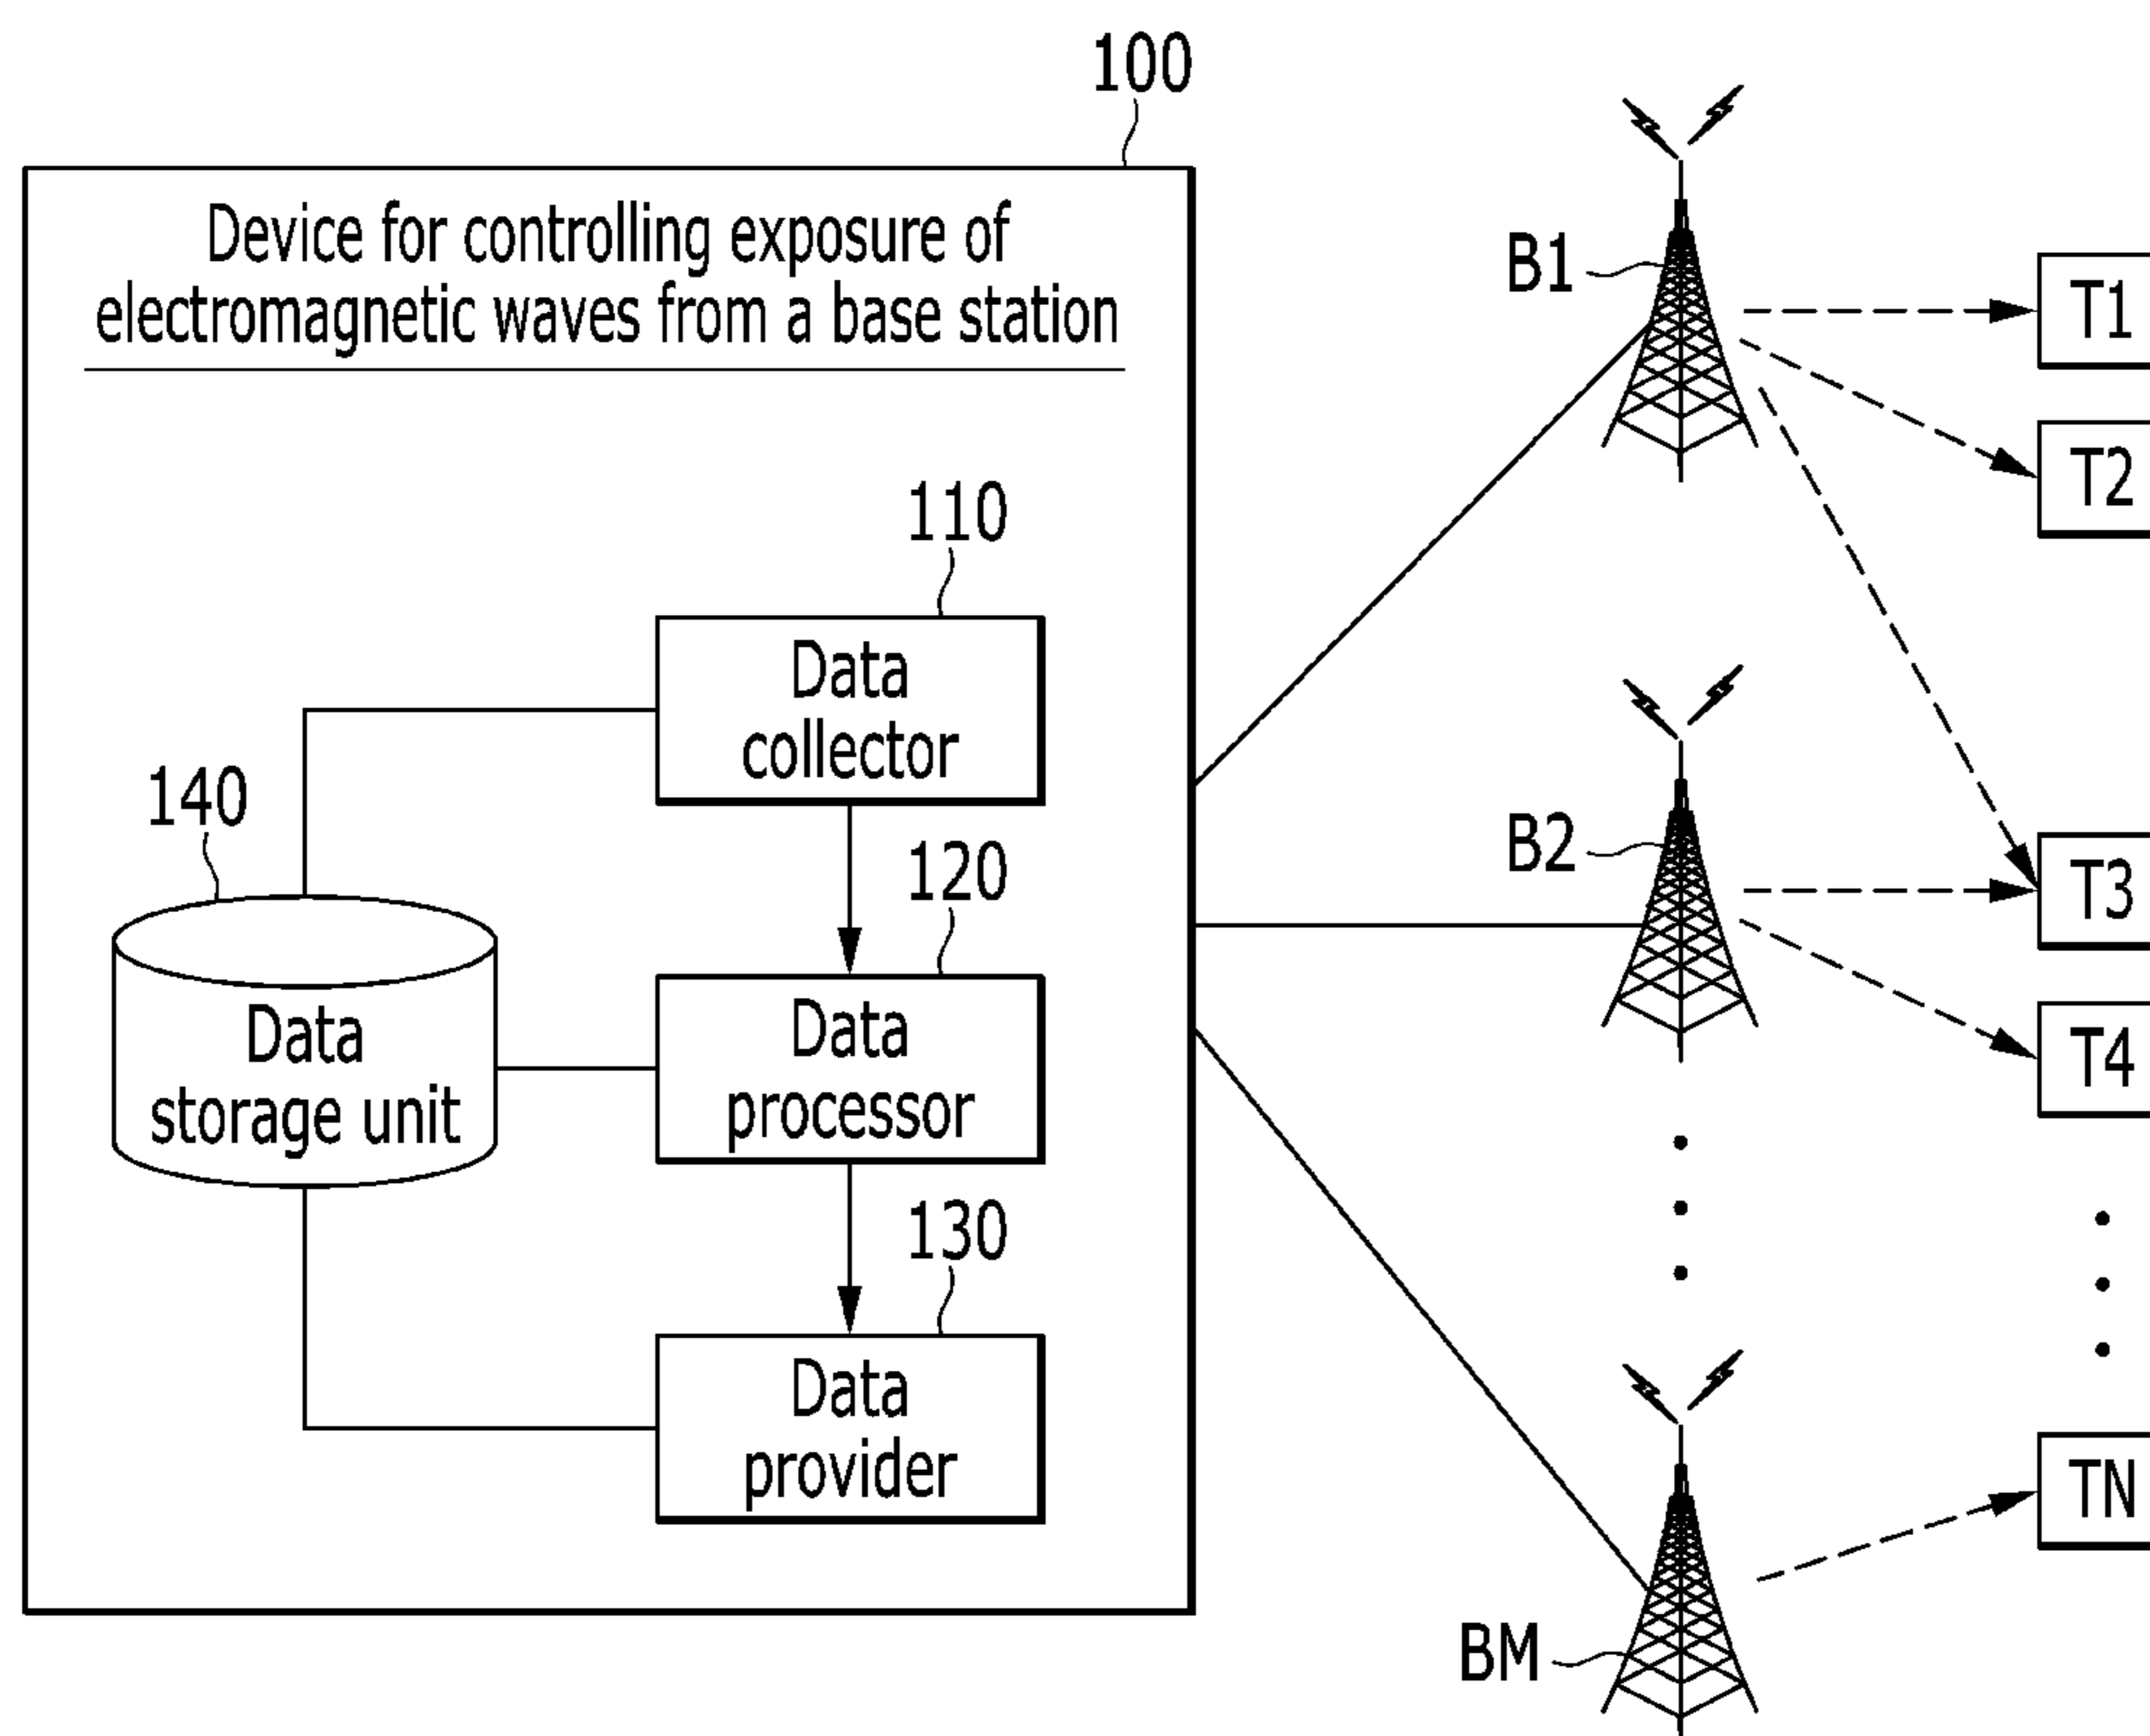 100
Device for controlling exposure of
electromagnetic waves from a base station
110
Data
collector
140
Data
storage unit
120
Data
processor
130
Data
provider
B1
T1
T2
B2
T3
T4
BM
TN